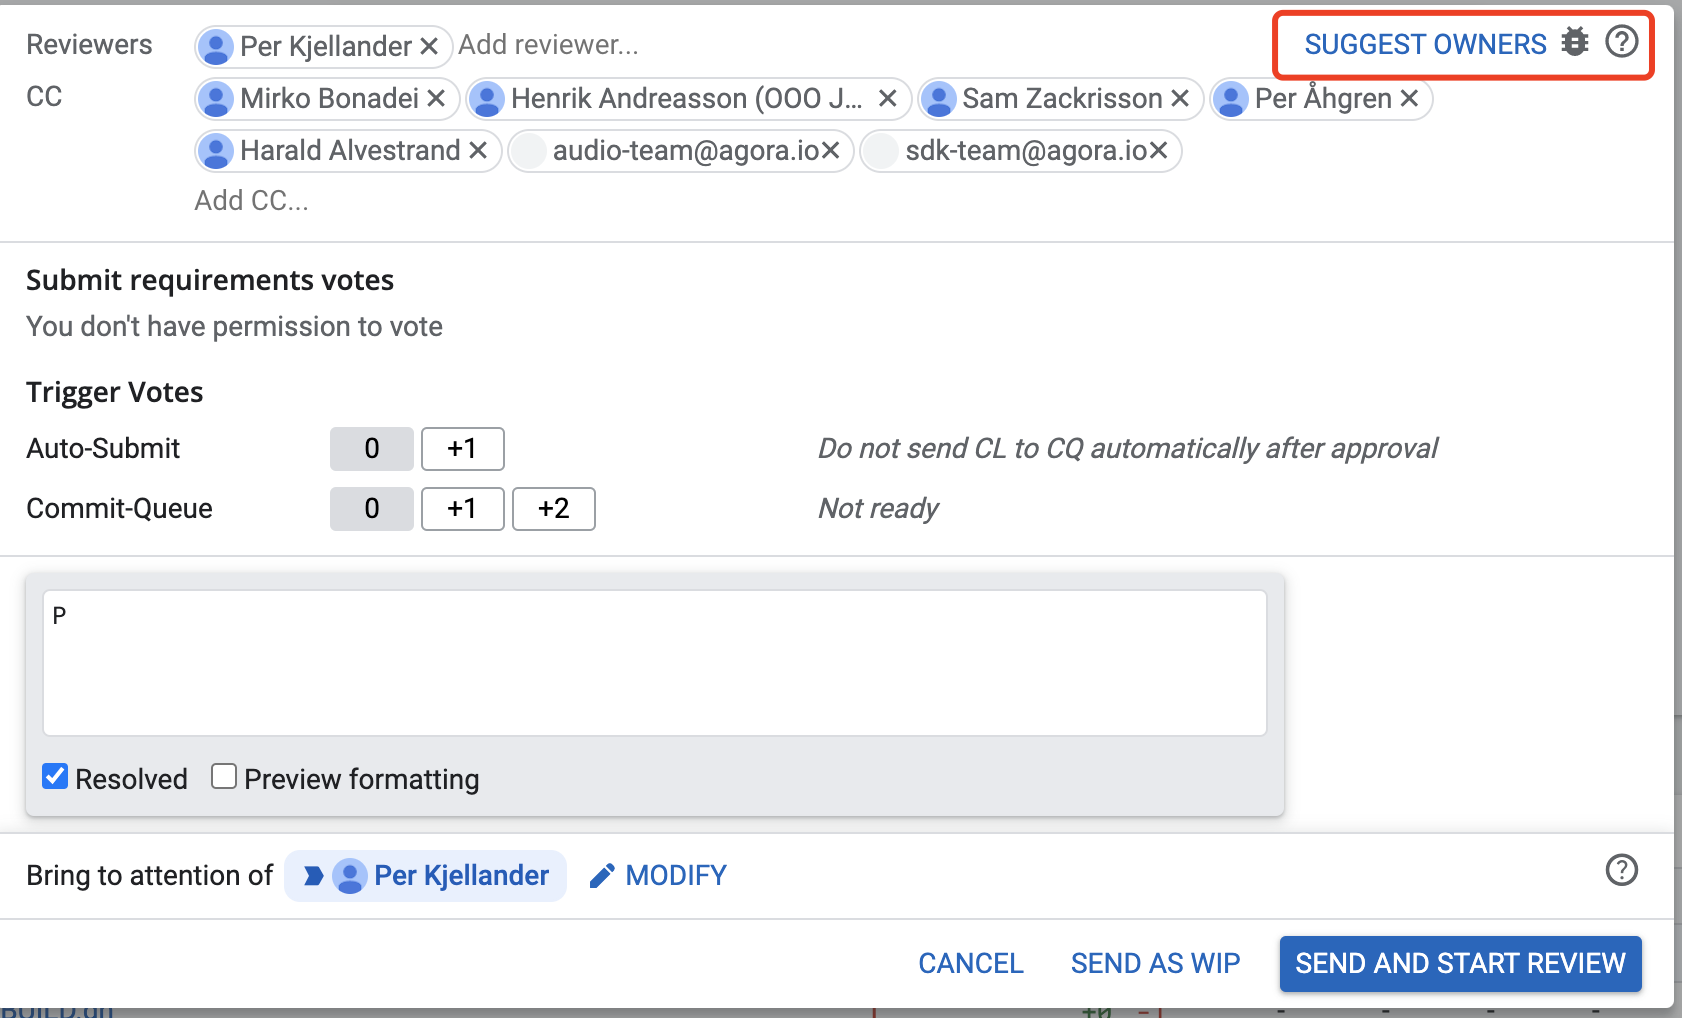 Reviewers Per Kjellander Add reviewer... SUGGEST OWNERS
CC Mirko Bonadei Henrik Andreasson (OOO J... Sam Zackrisson Per Åhgren
Harald Alvestrand audio-team@agora.io sdk-team@agora.io
Add CC...
Submit requirements votes
You don't have permission to vote
Trigger Votes
Auto-Submit 0 +1 Do not send CL to CQ automatically after approval
Commit-Queue 0 +1 +2 Not ready
P
Resolved Preview formatting
Bring to attention of Per Kjellander MODIFY
CANCEL SEND AS WIP SEND AND START REVIEW
BUILD.gn